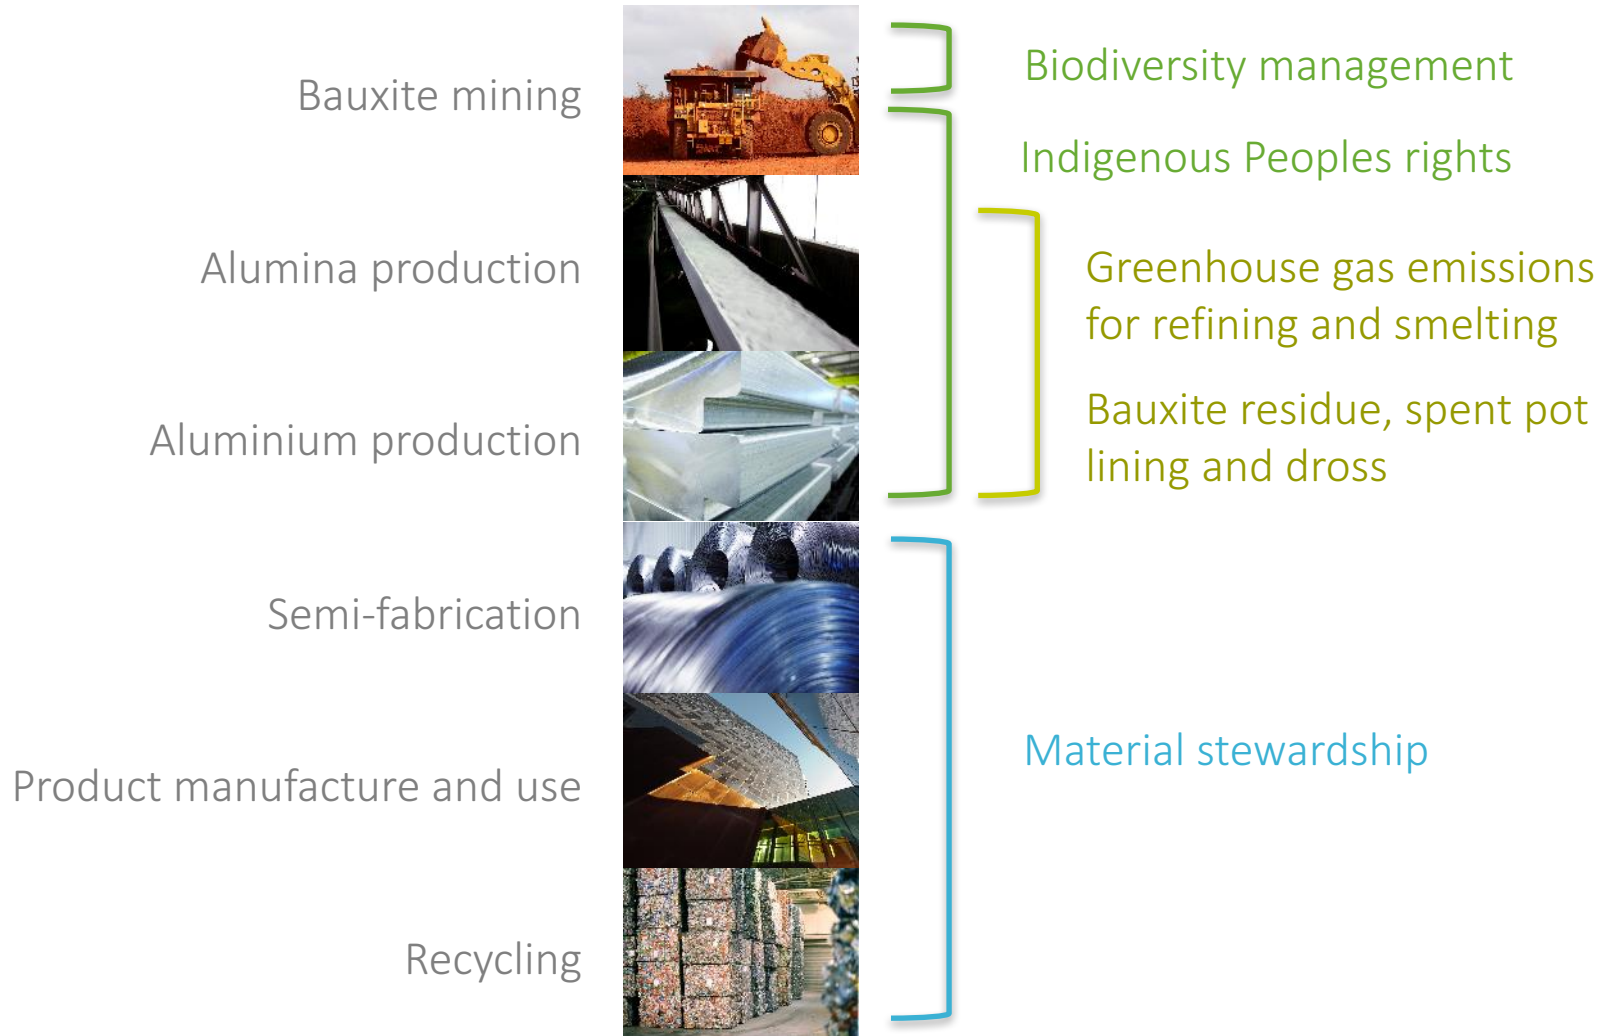 Bauxite mining
Biodiversity management
Indigenous Peoples rights
Alumina production
Greenhouse gas emissions
for refining and smelting
Aluminium production
Bauxite residue, spent pot
lining and dross
Semi-fabrication
Product manufacture and use
Material stewardship
Recycling